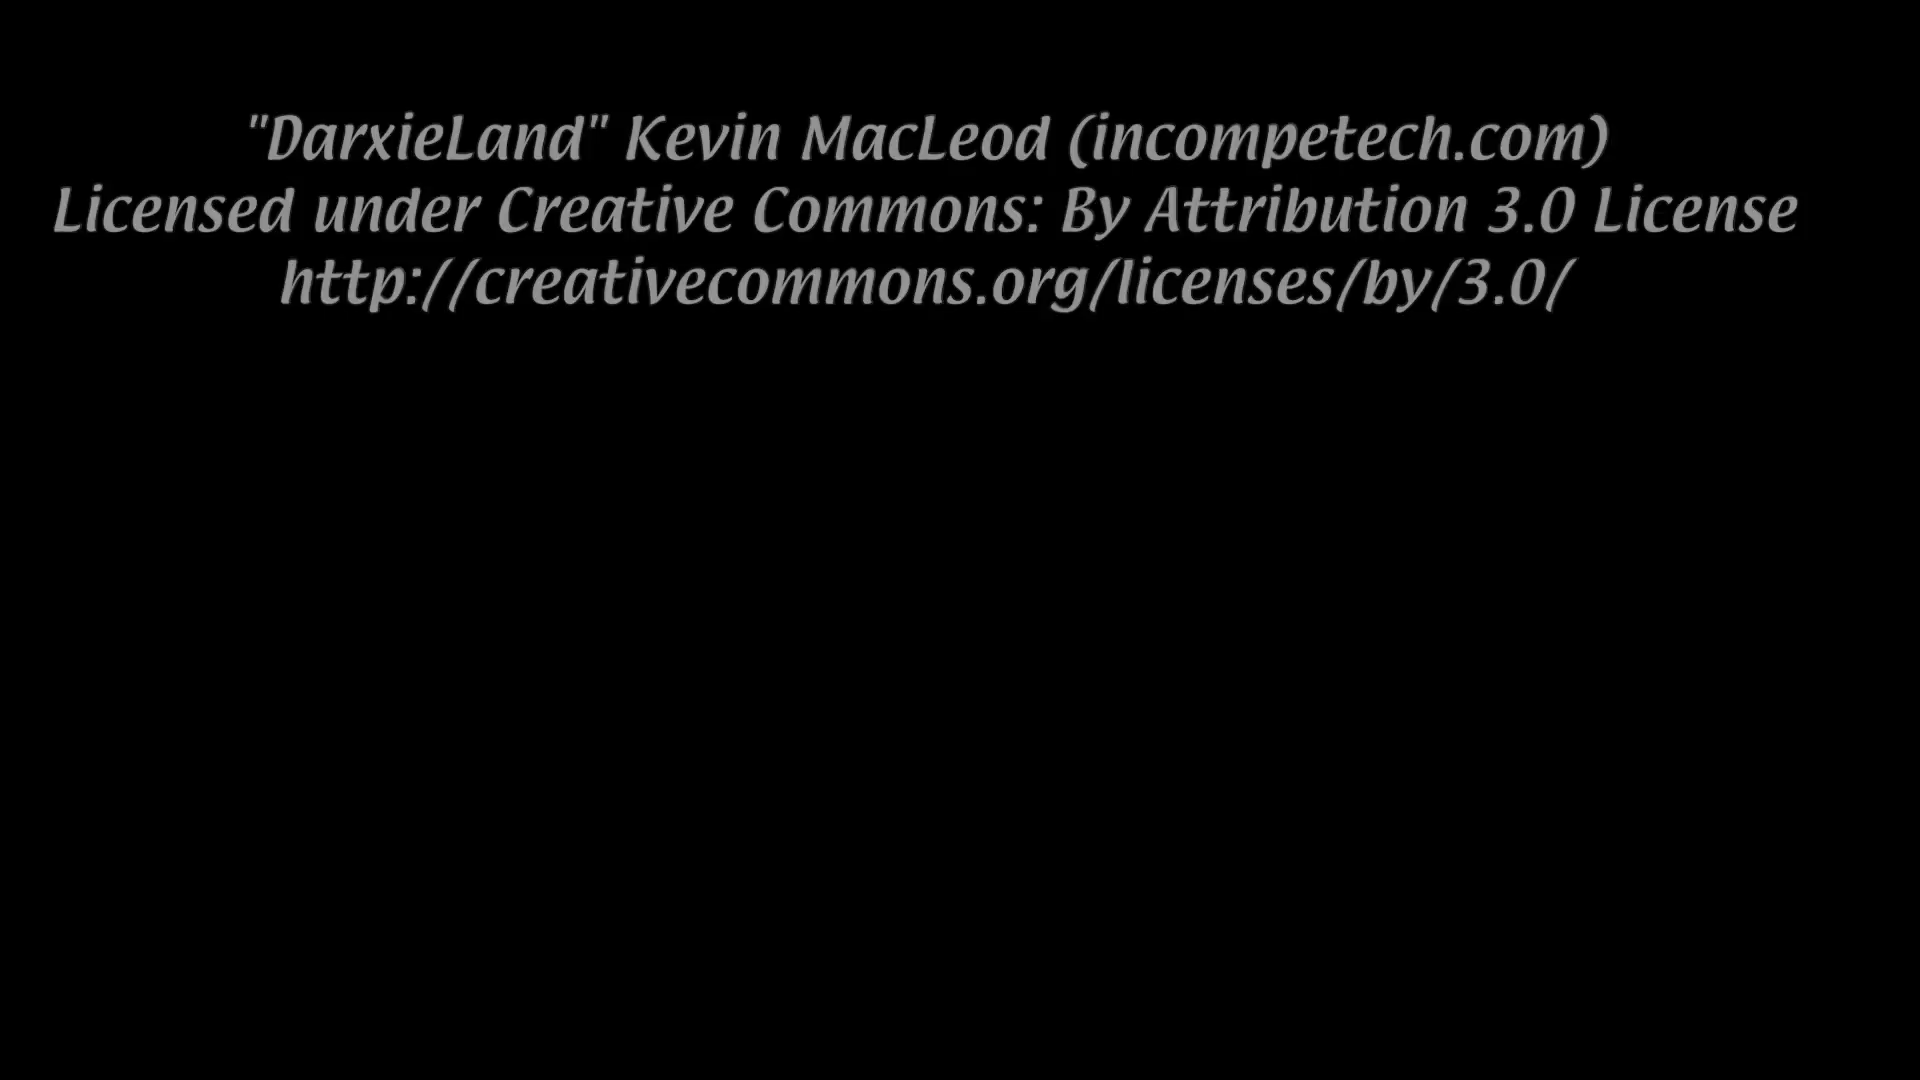 "DarxieLand" Kevin MacLeod (incompetech.com)
Licensed under Creative Commons: By Attribution 3.0 License
http://creativecommons.org/licenses/by/3.0/